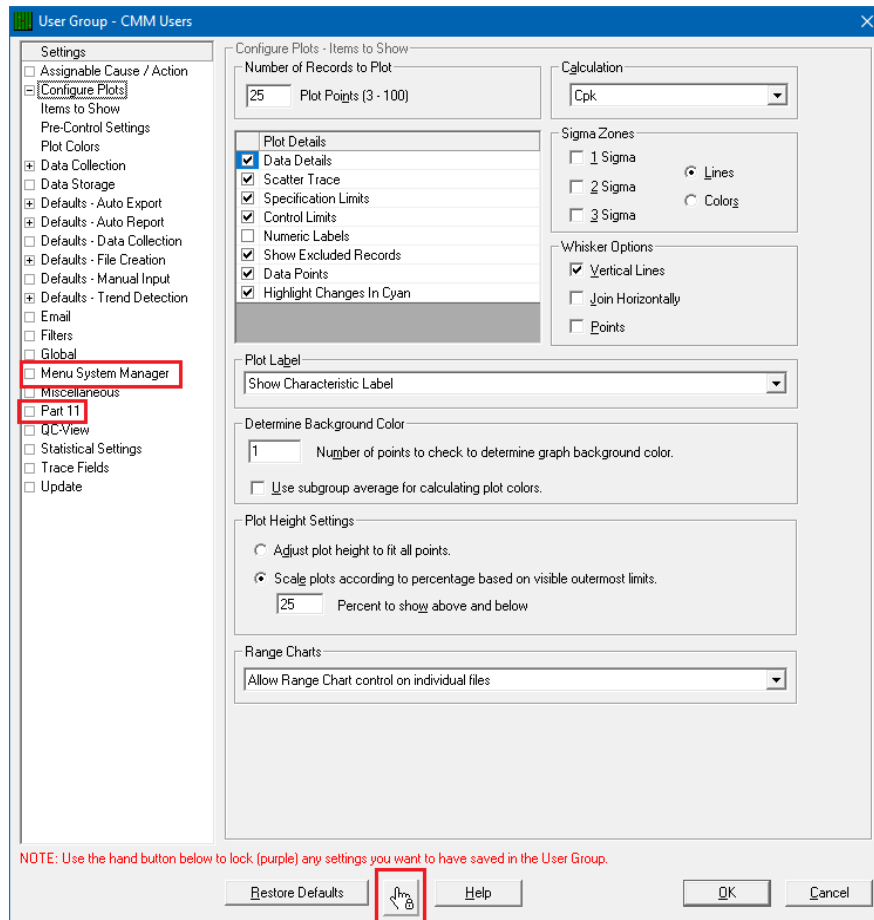 User Group - CMM Users
Settings
Assignable Cause / Action
Configure Plots
Items to Show
Pre-Control Settings
Plot Colors
Data Collection
Data Storage
Defaults - Auto Export
Defaults - Auto Report
Defaults - Data Collection
Defaults - File Creation
Defaults - Manual Input
Defaults - Trend Detection
Email
Filters
Global
Menu System Manager
Miscellaneous
Part 11
QC-View
Statistical Settings
Trace Fields
Update
Configure Plots - Items to Show
Number of Records to Plot
25 Plot Points (3 - 100)
Calculation
Cpk
Plot Details
Data Details
Scatter Trace
Specification Limits
Control Limits
Numeric Labels
Show Excluded Records
Data Points
Highlight Changes In Cyan
Sigma Zones
1 Sigma
2 Sigma
3 Sigma
Lines
Colors
Whisker Options
Vertical Lines
Join Horizontally
Points
Plot Label
Show Characteristic Label
Determine Background Color
1 Number of points to check to determine graph background color.
Use subgroup average for calculating plot colors.
Plot Height Settings
Adjust plot height to fit all points.
Scale plots according to percentage based on visible outermost limits.
25 Percent to show above and below
Range Charts
Allow Range Chart control on individual files
NOTE: Use the hand button below to lock (purple) any settings you want to have saved in the User Group.
Restore Defaults Help OK Cancel